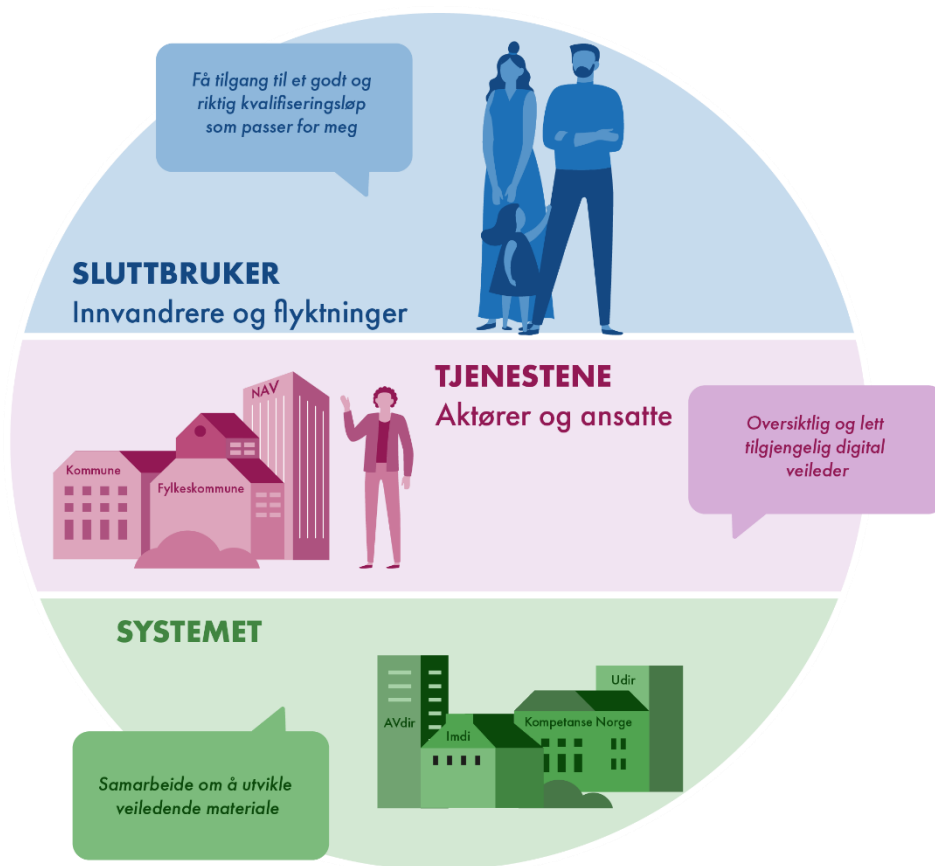 Få tilgang til et godt og
riktig kvalifiseringsløp
som passer for meg
SLUTTBRUKER
Innvandrere og flyktninger
TJENESTENE
Aktører og ansatte
NAV
Kommune
Fylkeskommune
Oversiktlig og lett
tilgjengelig digital
veileder
SYSTEMET
Udir
AVdir
Imdi
Kompetanse Norge
Samarbeide om å utvikle
veiledende materiale